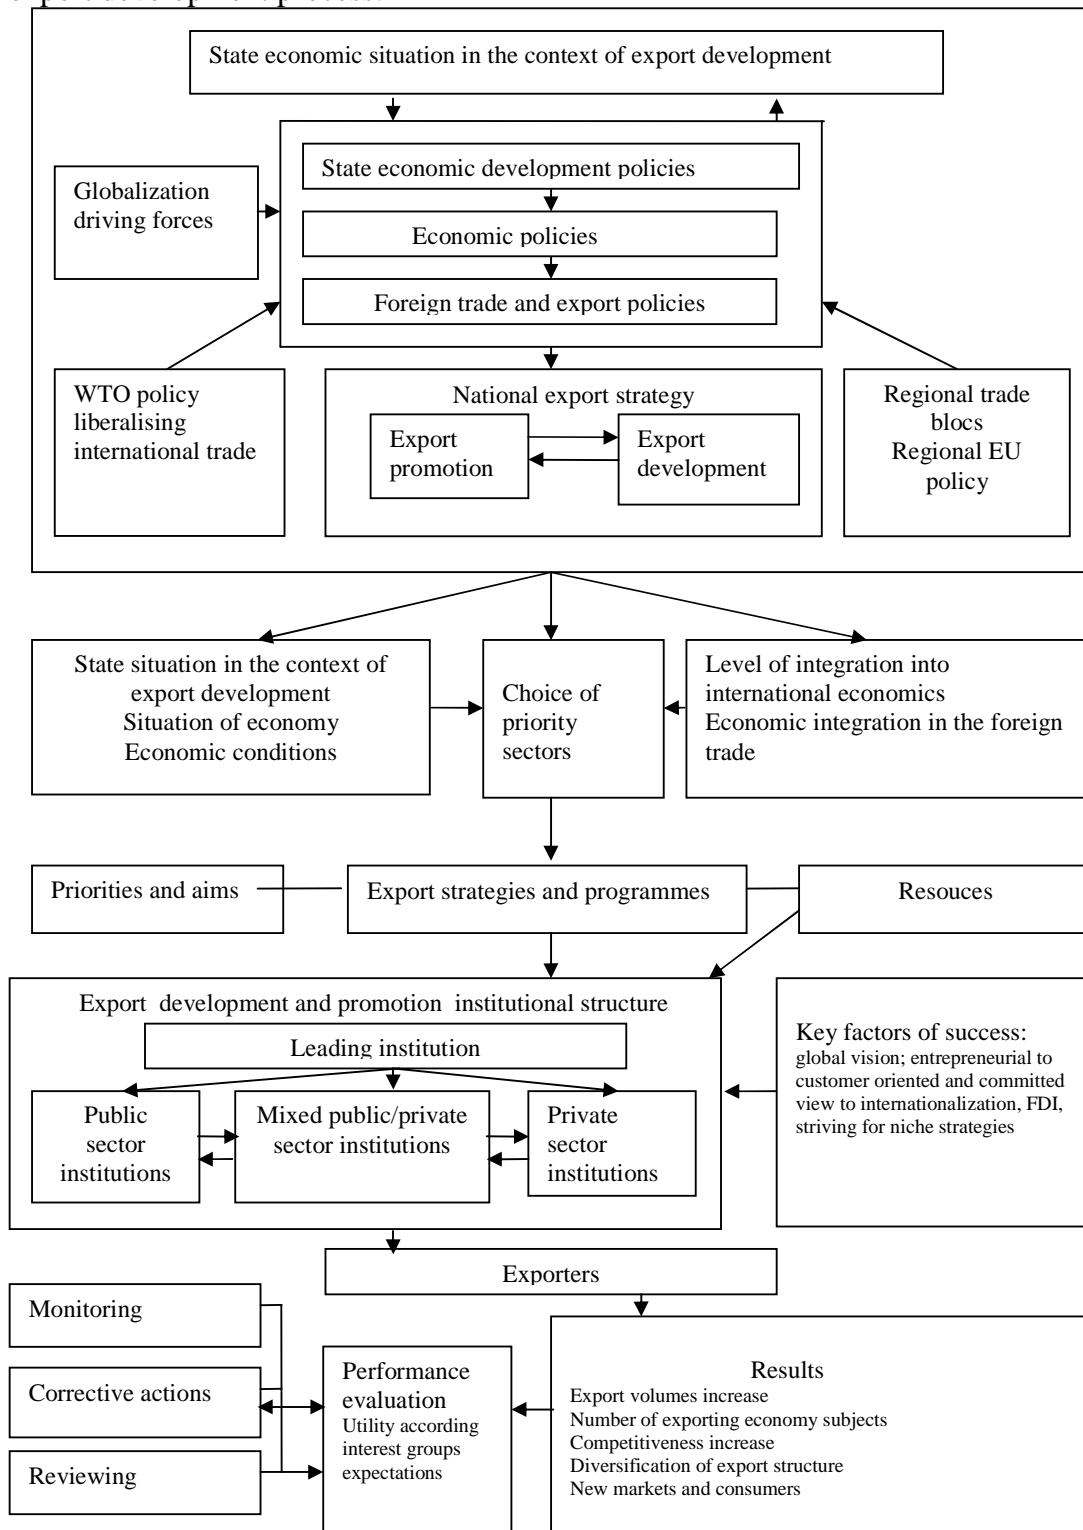 export development process.
State economic situation in the context of export development
State economic development policies
Globalization
driving forces
Economic policies
Foreign trade and export policies
WTO policy
liberalising
international trade
National export strategy
Export
promotion
Export
development
Regional trade
blocs
Regional EU
policy
State situation in the context of
export development
Situation of economy
Economic conditions
Choice of
priority
sectors
Level of integration into
international economics
Economic integration in the foreign
trade
Priorities and aims
Export strategies and programmes
Resouces
Export development and promotion institutional structure
Leading institution
Public
sector
institutions
Mixed public/private
sector institutions
Private
sector
institutions
Key factors of success:
global vision; entrepreneurial to
customer oriented and committed
view to internationalization, FDI,
striving for niche strategies
Exporters
Monitoring
Corrective actions
Reviewing
Performance
evaluation
Utility according
interest groups
expectations
Results
Export volumes increase
Number of exporting economy subjects
Competitiveness increase
Diversification of export structure
New markets and consumers